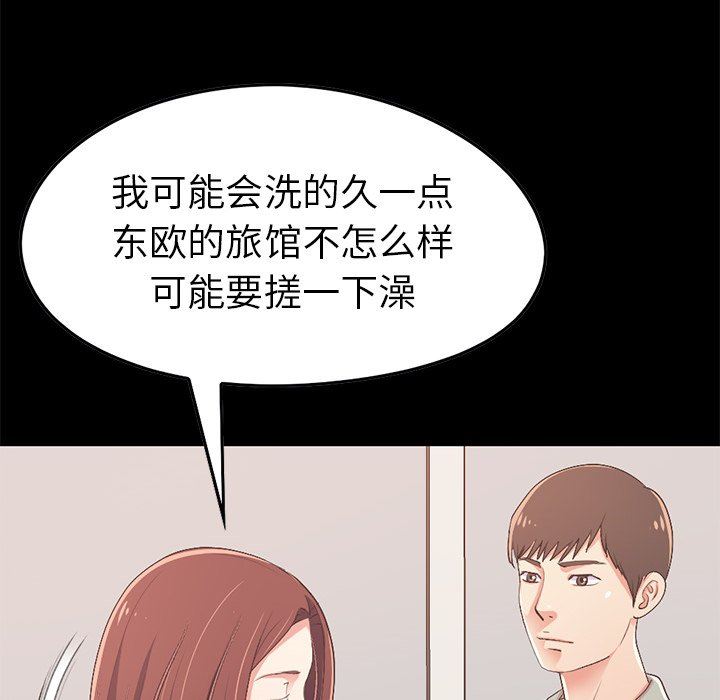 我可能会洗的久一点
东欧的旅馆不怎么样
可能要搓一下澡